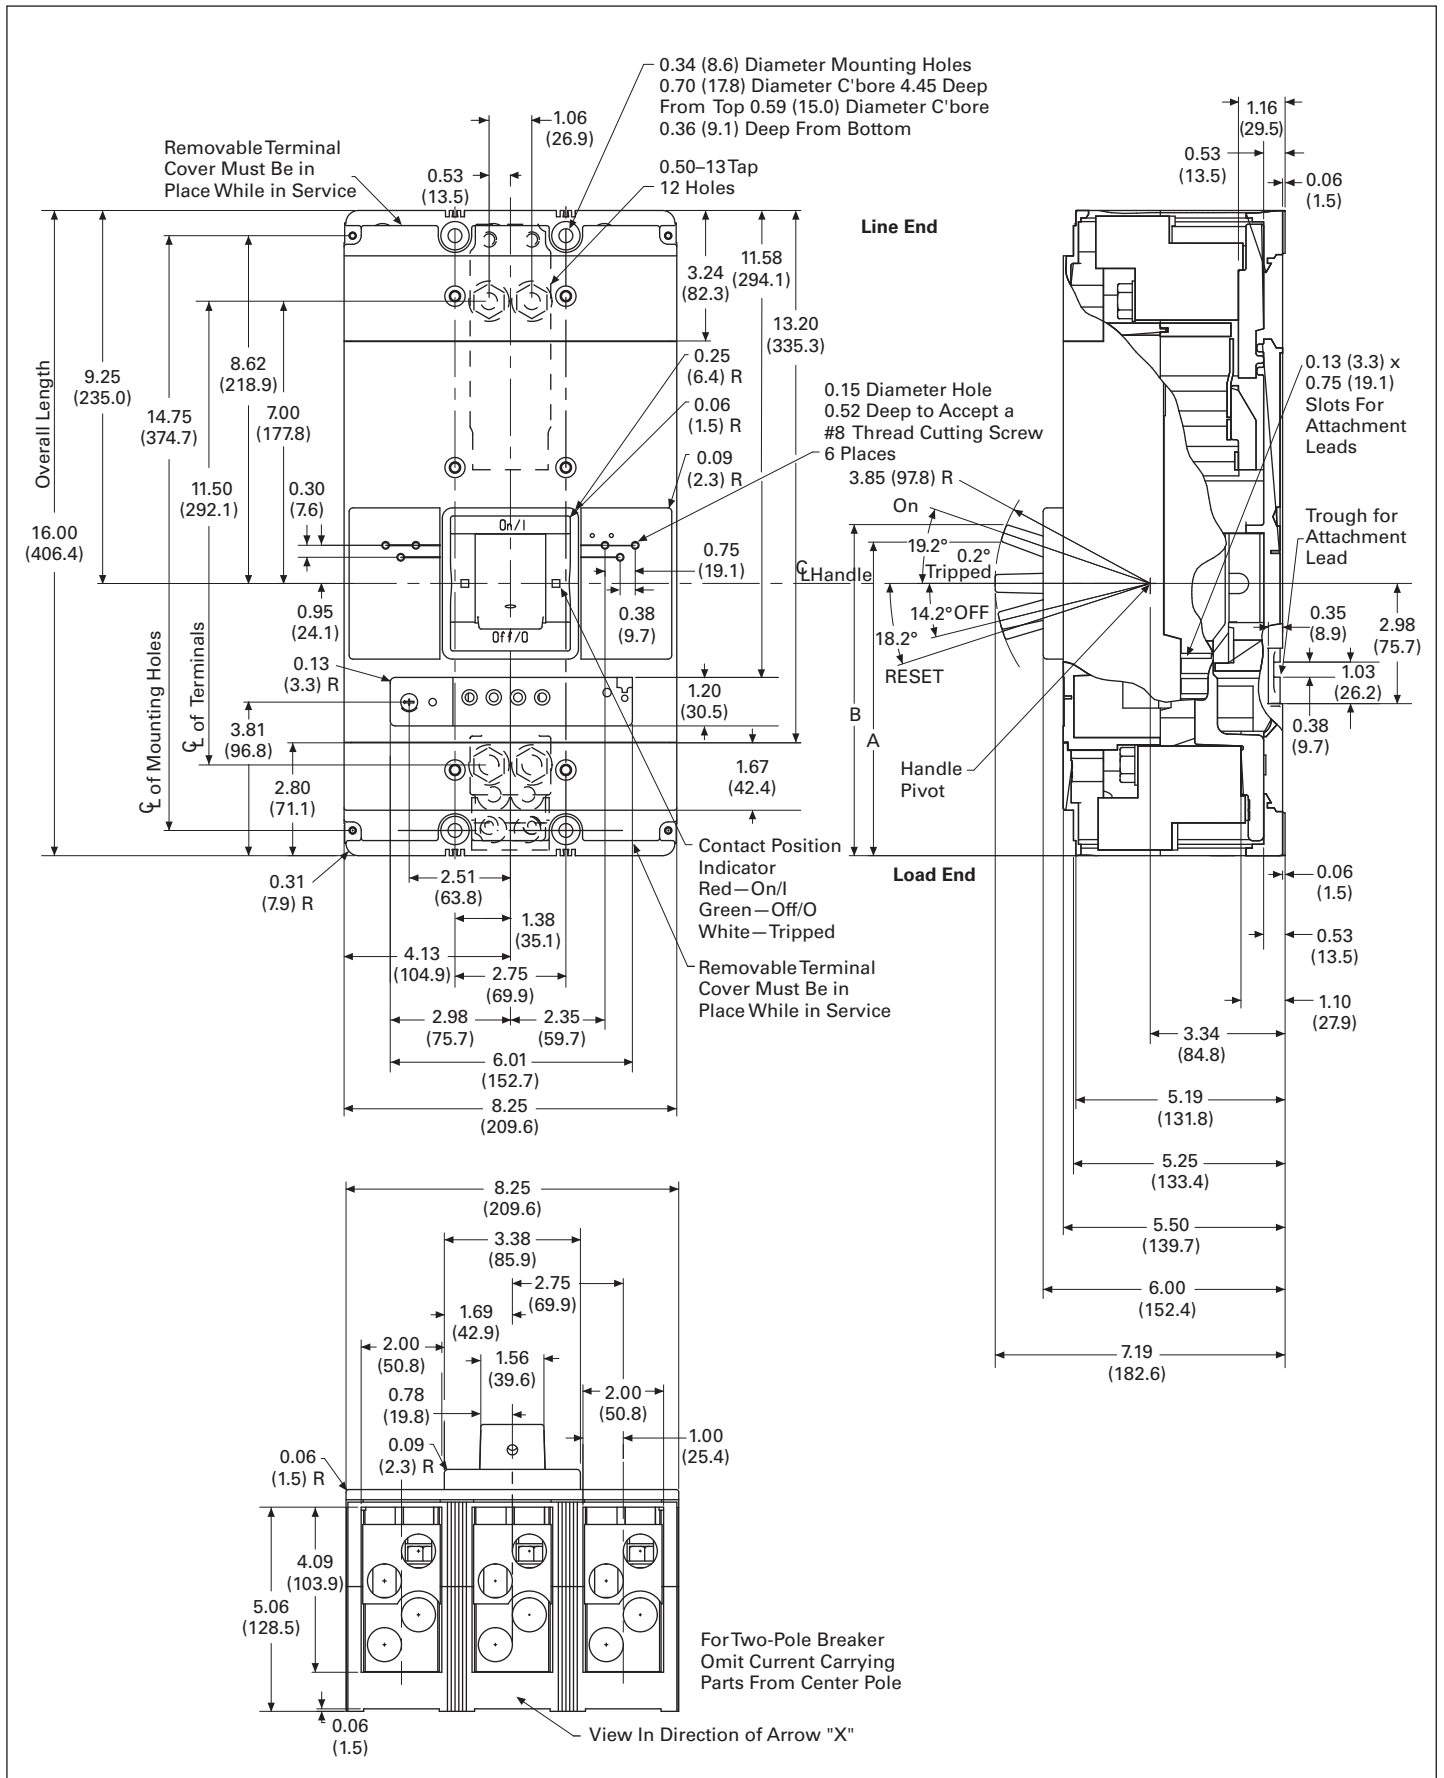 0.34 (8.6) Diameter Mounting Holes
0.70 (17.8) Diameter C'bore 4.45 Deep
From Top 0.59 (15.0) Diameter C'bore
0.36 (9.1) Deep From Bottom
1.06
(26.9)
Removable Terminal
Cover Must Be in
Place While in Service
0.53
(13.5)
0.50–13 Tap
12 Holes
1.16
(29.5)
0.53
(13.5)
0.06
(1.5)
Line End
3.24
(82.3)
11.58
(294.1)
13.20
(335.3)
Overall Length
9.25
(235.0)
8.62
(218.9)
14.75
(374.7)
7.00
(177.8)
0.25
(6.4) R
0.06
(1.5) R
0.09
(2.3) R
0.15 Diameter Hole
0.52 Deep to Accept a
#8 Thread Cutting Screw
6 Places
0.13 (3.3) x
0.75 (19.1)
Slots For
Attachment
Leads
3.85 (97.8) R
11.50
(292.1)
0.30
(7.6)
16.00
(406.4)
On/I
On
19.2°
0.2°
Tripped
Trough for
Attachment
Lead
0.75
(19.1)
℄ Handle
0.95
(24.1)
Off/O
0.38
(9.7)
14.2° OFF
18.2°
RESET
0.35
(8.9)
2.98
(75.7)
1.03
(26.2)
0.38
(9.7)
℄ of Mounting Holes
℄ of Terminals
0.13
(3.3) R
3.81
(96.8)
2.80
(71.1)
1.20
(30.5)
1.67
(42.4)
B
A
Handle
Pivot
Contact Position
Indicator
Red—On/I
Green—Off/O
White—Tripped
Load End
0.31
(7.9) R
2.51
(63.8)
1.38
(35.1)
4.13
(104.9)
2.75
(69.9)
Removable Terminal
Cover Must Be in
Place While in Service
2.98
(75.7)
2.35
(59.7)
6.01
(152.7)
8.25
(209.6)
0.06
(1.5)
0.53
(13.5)
1.10
(27.9)
3.34
(84.8)
5.19
(131.8)
5.25
(133.4)
5.50
(139.7)
6.00
(152.4)
7.19
(182.6)
8.25
(209.6)
3.38
(85.9)
2.75
(69.9)
1.69
(42.9)
2.00
(50.8)
1.56
(39.6)
0.78
(19.8)
2.00
(50.8)
1.00
(25.4)
0.09
(2.3) R
0.06
(1.5) R
4.09
(103.9)
5.06
(128.5)
0.06
(1.5)
For Two-Pole Breaker
Omit Current Carrying
Parts From Center Pole
View In Direction of Arrow "X"